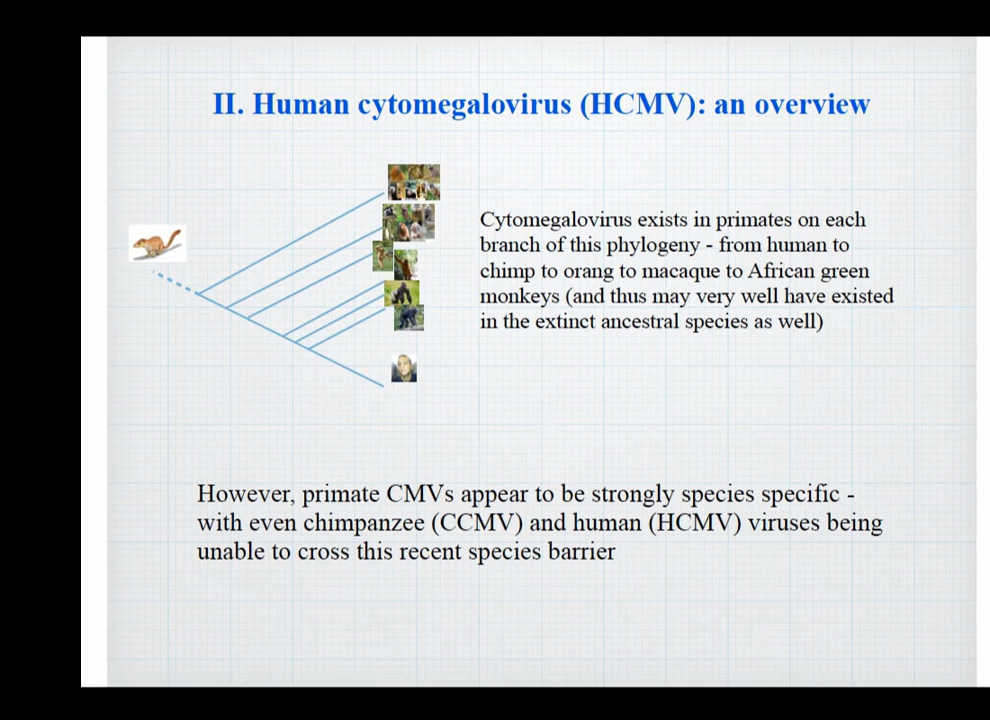 II. Human cytomegalovirus (HCMV): an overview
Cytomegalovirus exists in primates on each
branch of this phylogeny - from human to
chimp to orang to macaque to African green
monkeys (and thus may very well have existed
in the extinct ancestral species as well)
However, primate CMVs appear to be strongly species specific -
with even chimpanzee (CCMV) and human (HCMV) viruses being
unable to cross this recent species barrier